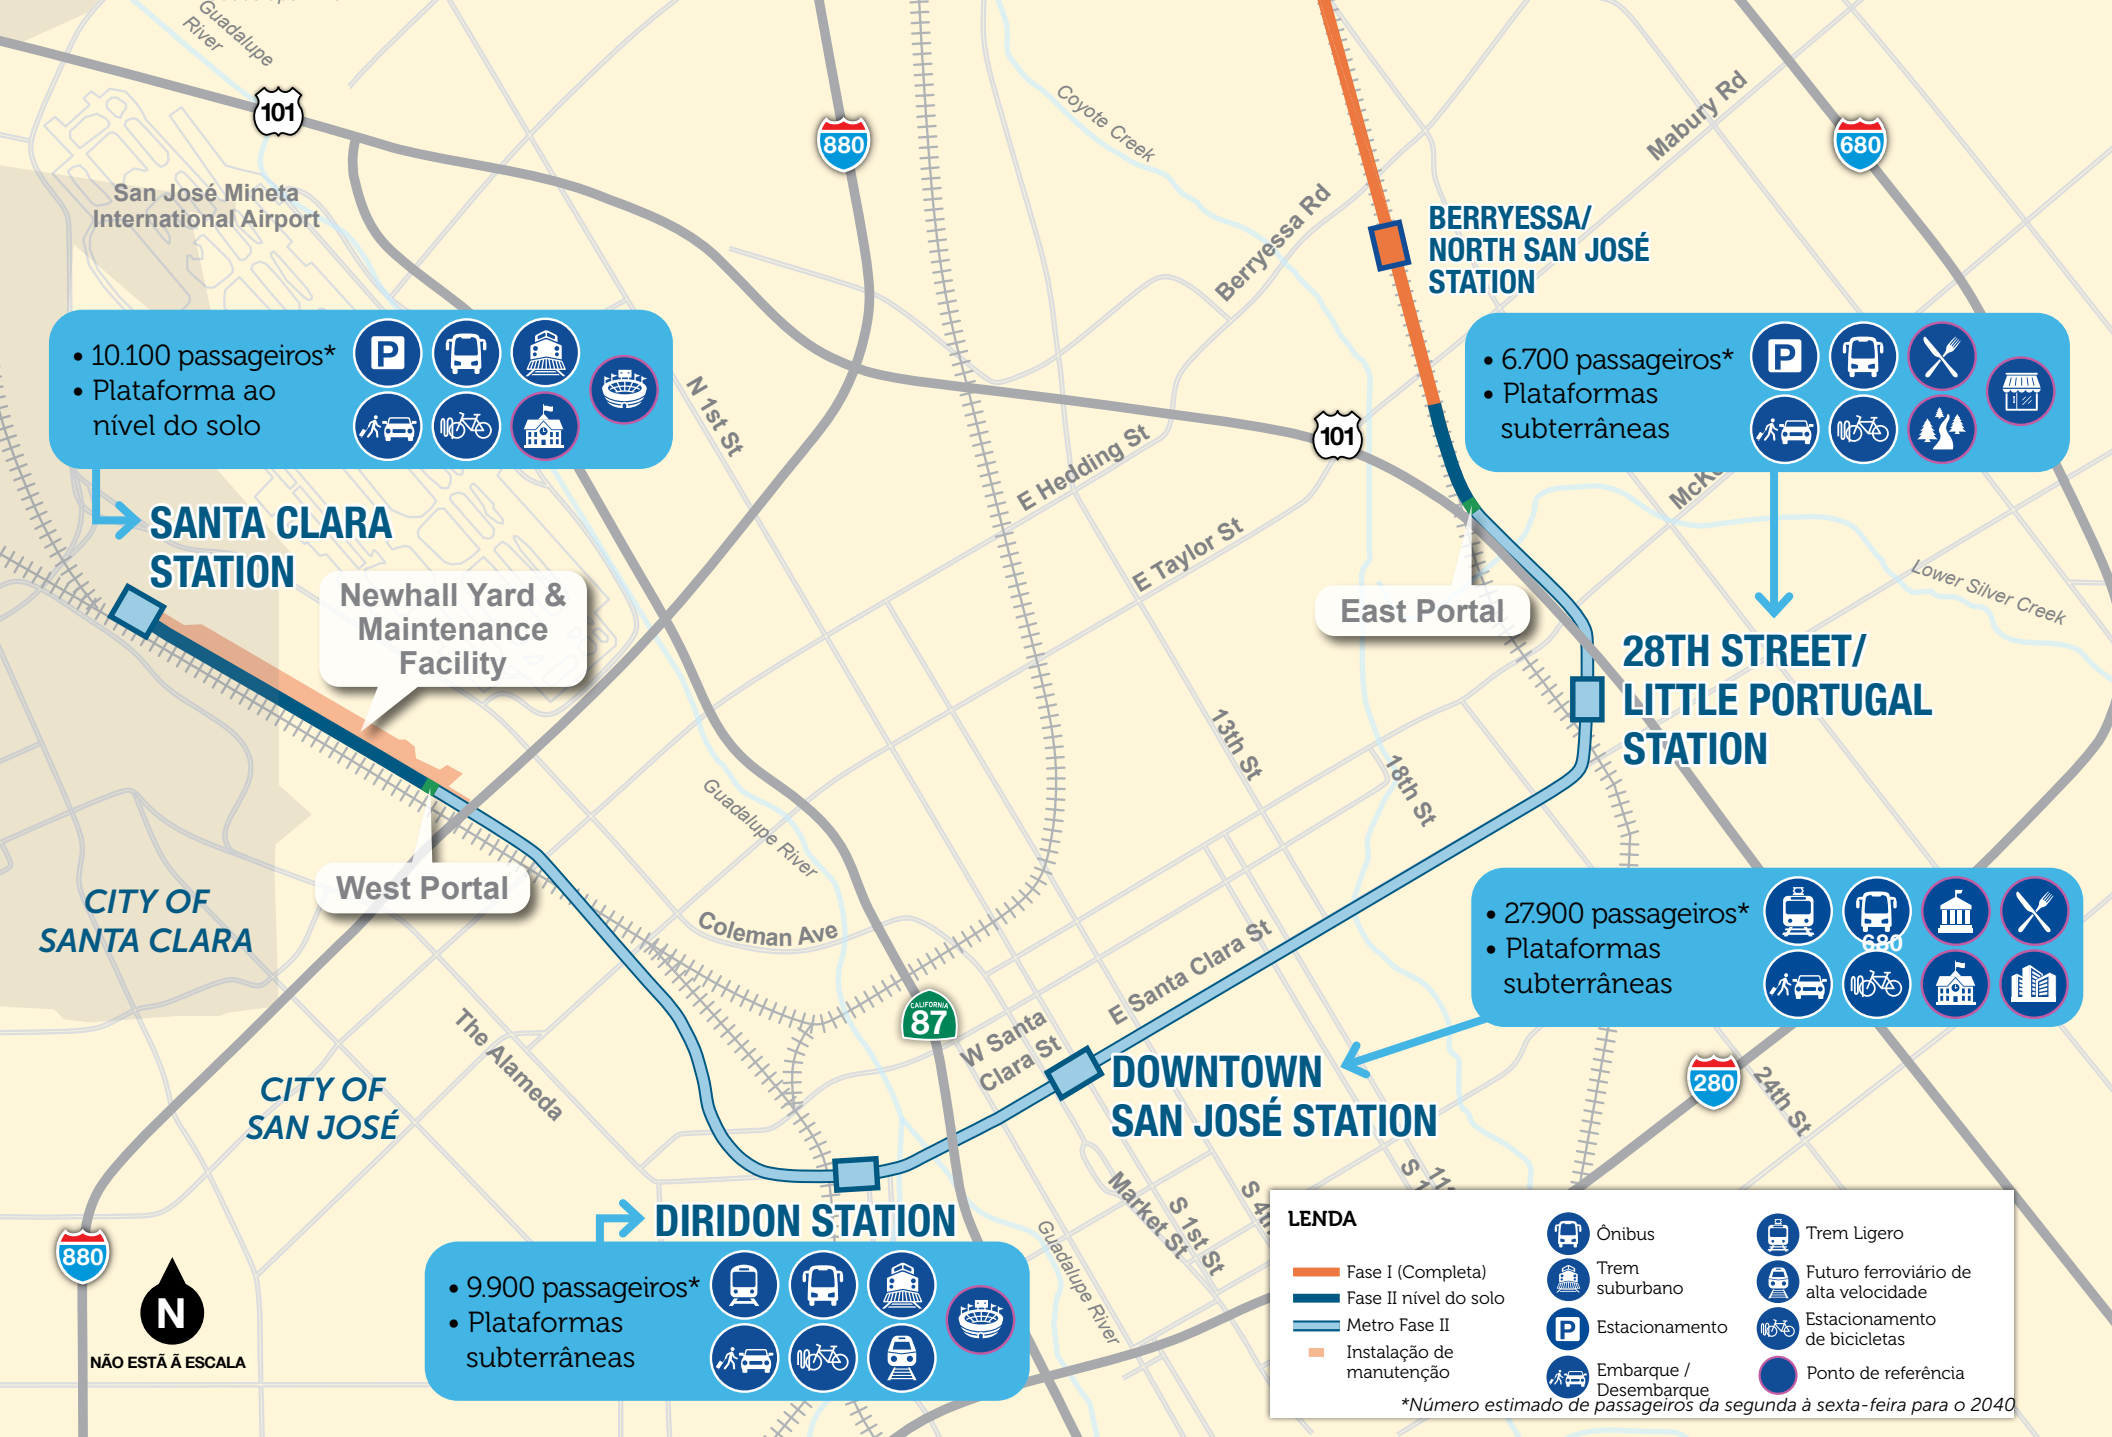 Guadalupe
River
101
880
Coyote Creek
Mabury Rd
680
San José Mineta
International Airport
Berryessa Rd
BERRYESSA/
NORTH SAN JOSÉ
STATION
• 10.100 passageiros*
• Plataforma ao
nível do solo
P
• 6.700 passageiros*
• Plataformas
subterrâneas
P
N 1st St
101
E Hedding St
E Taylor St
SANTA CLARA
STATION
Newhall Yard &
Maintenance
Facility
East Portal
Lower Silver Creek
28TH STREET/
LITTLE PORTUGAL
STATION
13th St
18th St
Guadalupe River
West Portal
CITY OF
SANTA CLARA
Coleman Ave
• 27.900 passageiros*
• Plataformas
subterrâneas
680
E Santa Clara St
CALIFORNIA
87
W Santa
Clara St
The Alameda
CITY OF
SAN JOSÉ
DOWNTOWN
SAN JOSÉ STATION
280
24th St
Market St
S 1st St
DIRIDON STATION
Guadalupe River
• 9.900 passageiros*
• Plataformas
subterrâneas
880
N
NÃO ESTÃ Ã ESCALA
LENDA
Fase I (Completa)
Fase II nível do solo
Metro Fase II
Instalação de
manutenção
Ônibus
Trem
suburbano
P
Estacionamento
Embarque /
Desembarque
Trem Ligero
Futuro ferroviário de
alta velocidade
Estacionamento
de bicicletas
Ponto de referência
*Número estimado de passageiros da segunda à sexta-feira para o 2040